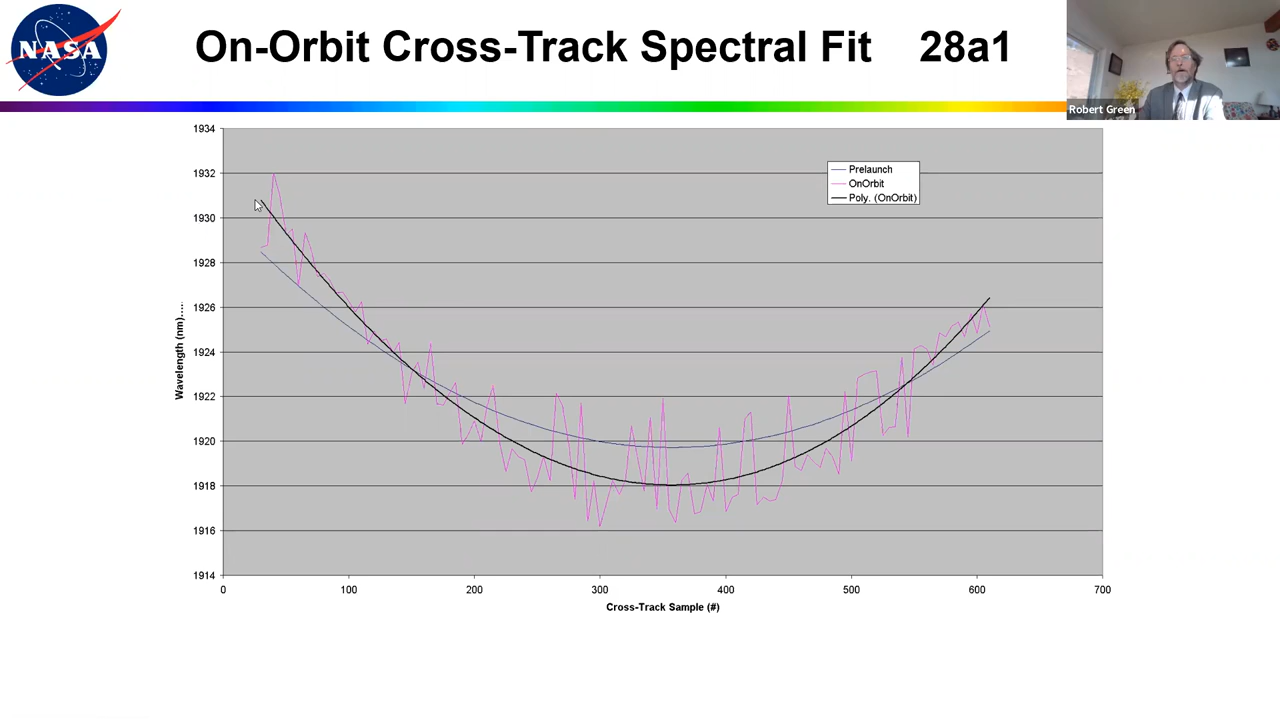 NASA
On-Orbit Cross-Track Spectral Fit 28a1
Robert Green
1934
1932
1930
1928
1926
1924
1922
1920
1918
1916
1914
Wavelength (nm)....
Prelaunch
OnOrbit
Poly. (OnOrbit)
0 100 200 300 400 500 600 700
Cross-Track Sample (#)